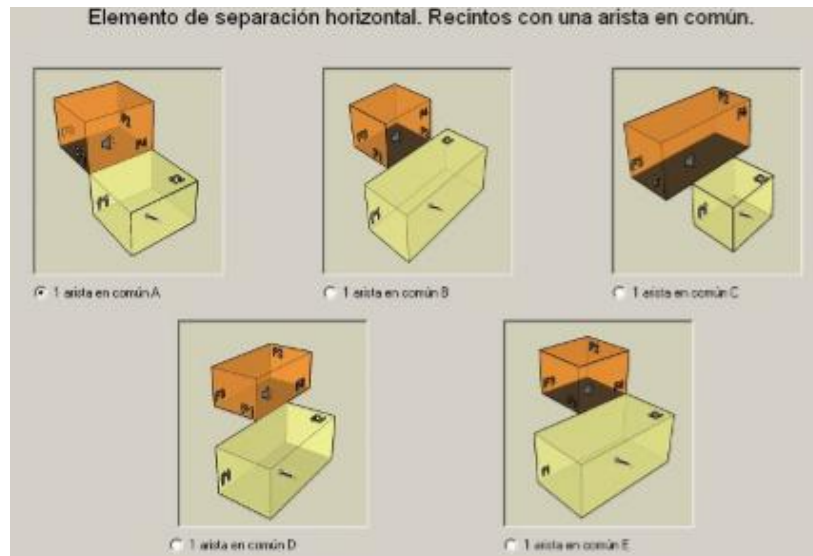 Elemento de separación horizontal. Recintos con una arista en común.
1 arista en común A
1 arista en común B
1 arista en común C
1 arista en común D
1 arista en común E